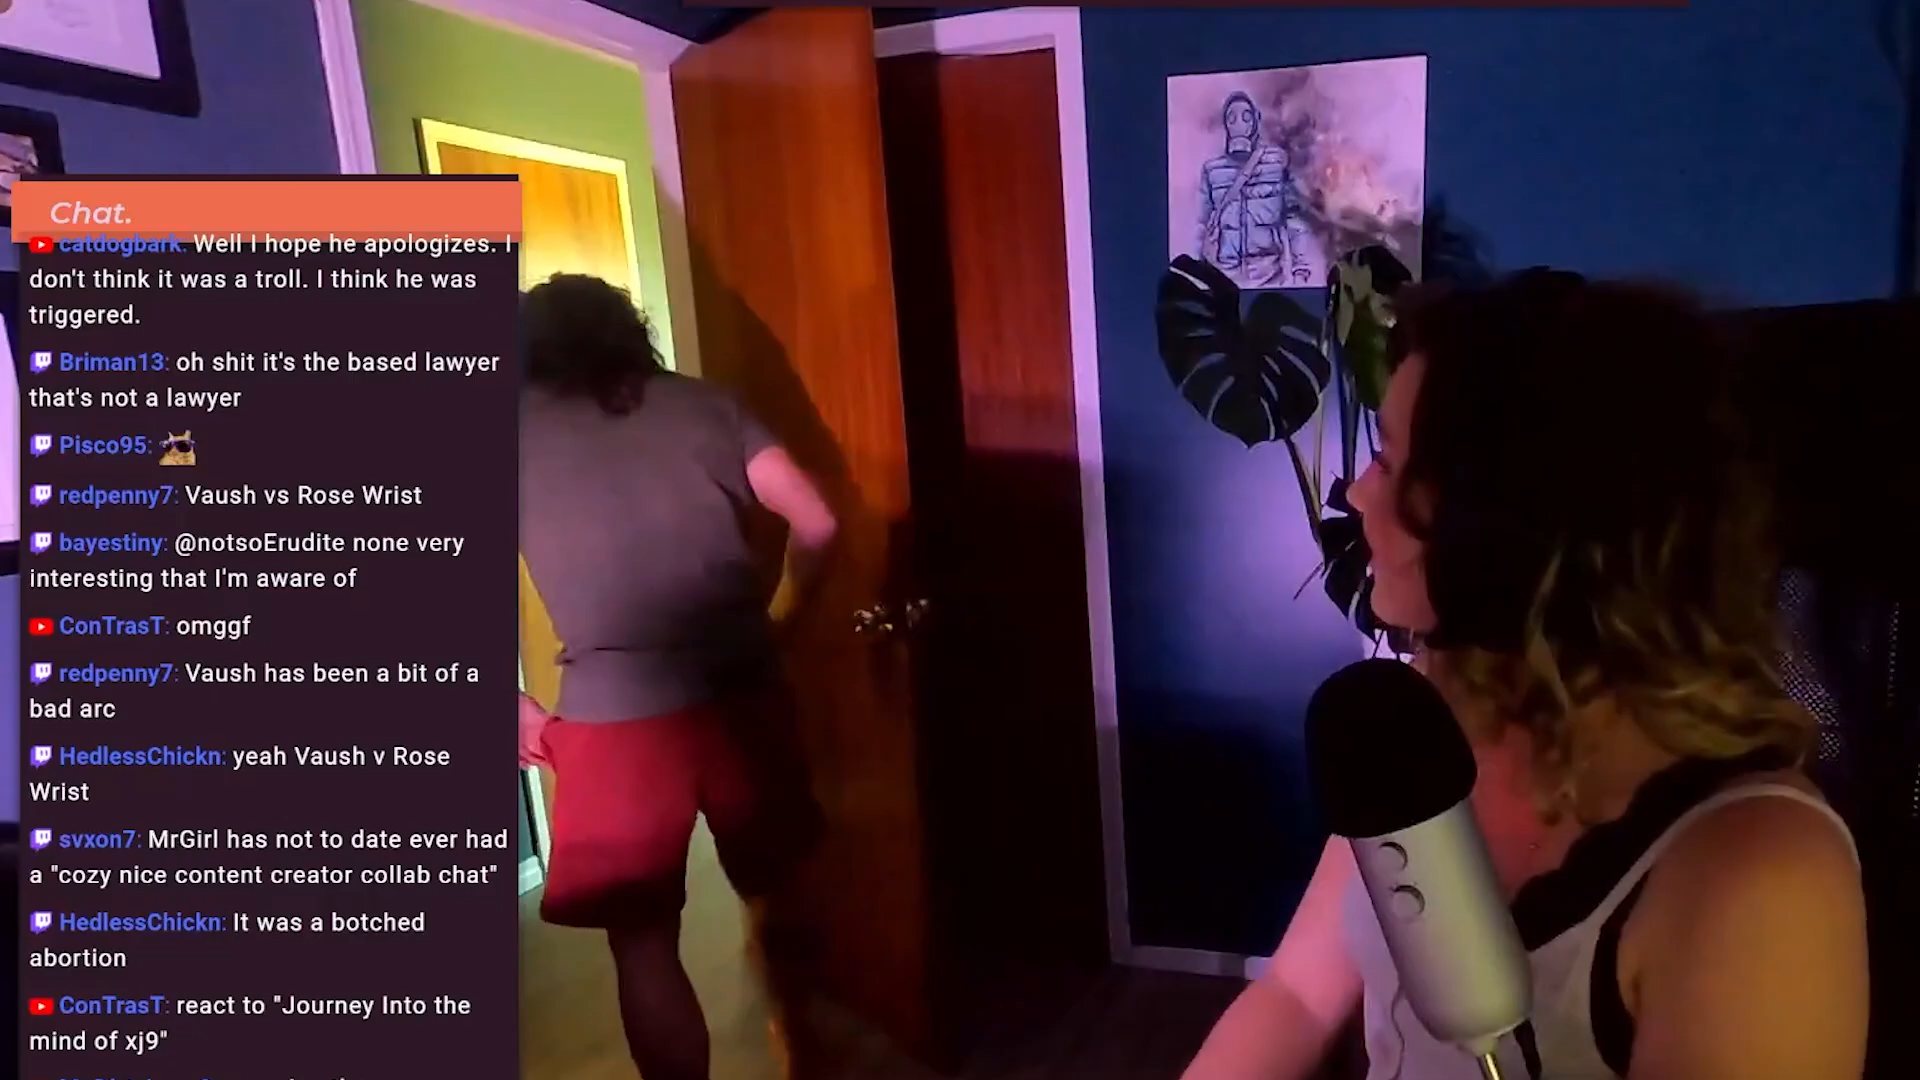 Chat.
catdogbark: Well I hope he apologizes. I
don't think it was a troll. I think he was
triggered.
Briman13: oh shit it's the based lawyer
that's not a lawyer
Pisco95:
redpenny7: Vaush vs Rose Wrist
bayestiny: @notsoErudite none very
interesting that I'm aware of
ConTrasT: omggf
redpenny7: Vaush has been a bit of a
bad arc
HedlessChickn: yeah Vaush v Rose
Wrist
svxon7: MrGirl has not to date ever had
a "cozy nice content creator collab chat"
HedlessChickn: It was a botched
abortion
ConTrasT: react to "Journey Into the
mind of xj9"